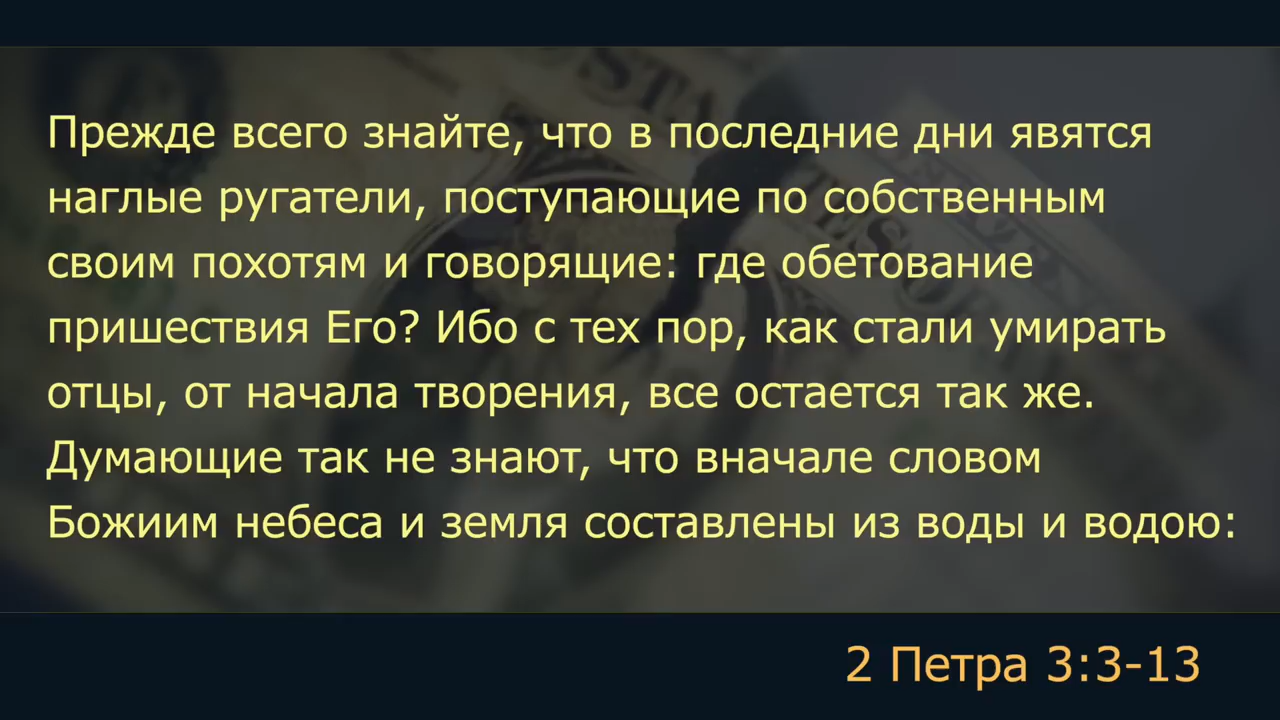 Прежде всего знайте, что в последние дни явятся
наглые ругатели, поступающие по собственным
своим похотям и говорящие: где обетование
пришествия Его? Ибо с тех пор, как стали умирать
отцы, от начала творения, все остается так же.
Думающие так не знают, что вначале словом
Божиим небеса и земля составлены из воды и водою:
2 Петра 3:3-13